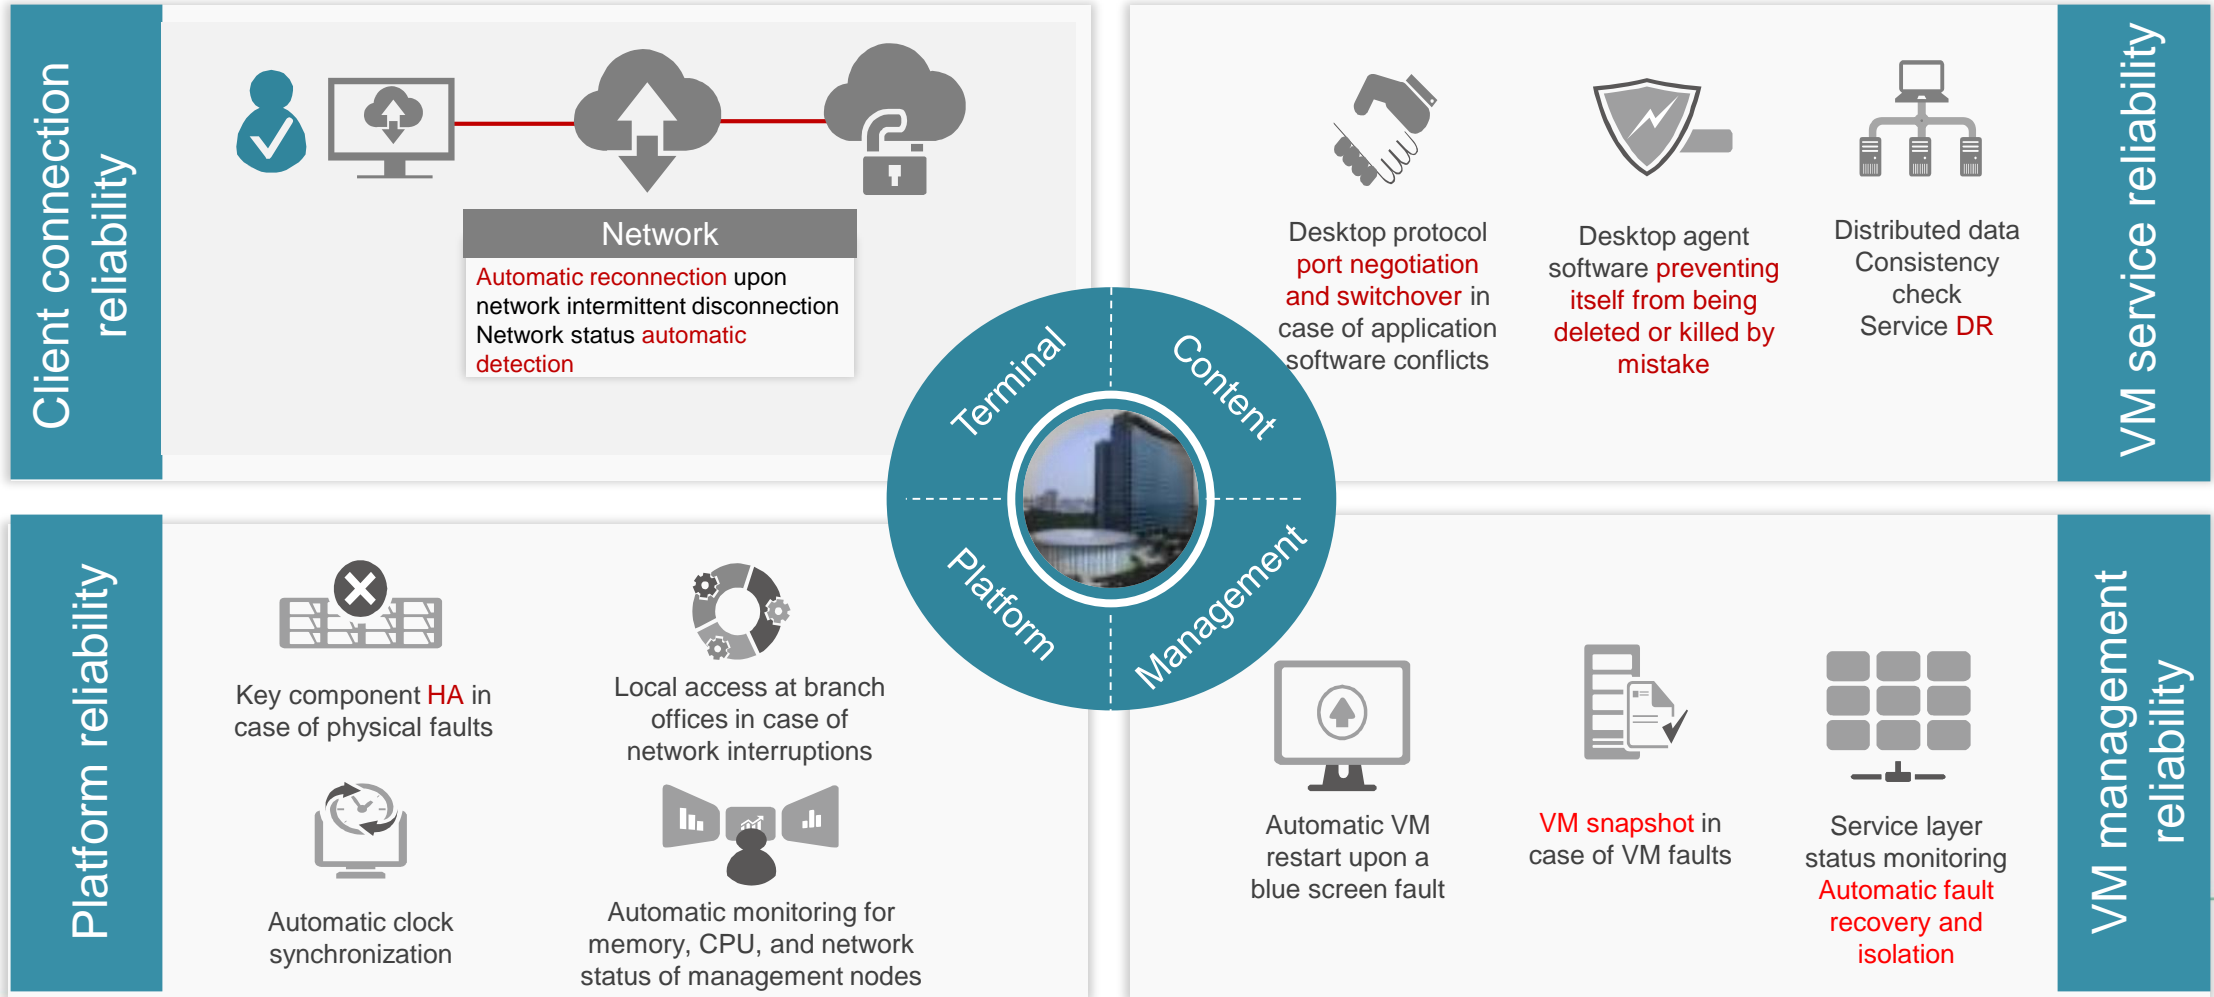 Client connection
reliability
Network
Automatic reconnection upon
network intermittent disconnection
Network status automatic
detection
Desktop protocol
port negotiation
and switchover in
case of application
software conflicts
Desktop agent
software preventing
itself from being
deleted or killed by
mistake
Distributed data
Consistency
check
Service DR
VM service reliability
Terminal
Content
Platform
Management
Platform reliability
Key component HA in
case of physical faults
Local access at branch
offices in case of
network interruptions
Automatic clock
synchronization
Automatic monitoring for
memory, CPU, and network
status of management nodes
Automatic VM
restart upon a
blue screen fault
VM snapshot in
case of VM faults
Service layer
status monitoring
Automatic fault
recovery and
isolation
VM management
reliability